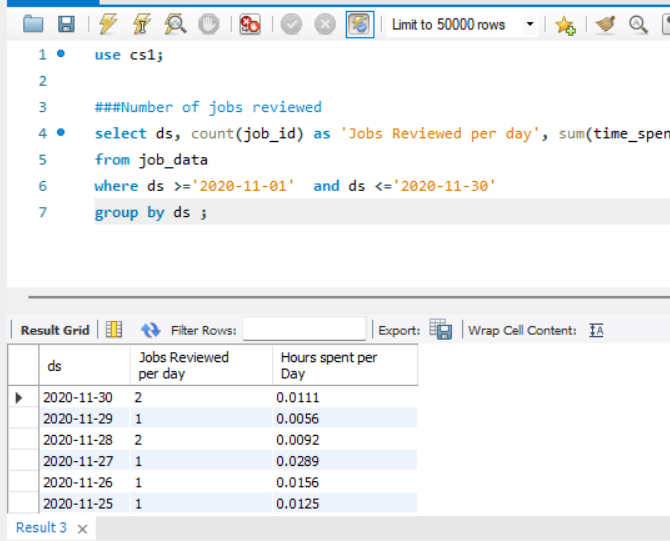 Limit to 50000 rows
1 use cs1;
2
3 ###Number of jobs reviewed
4 select ds, count(job_id) as 'Jobs Reviewed per day', sum(time_spen
5 from job_data
6 where ds >='2020-11-01'  and ds <='2020-11-30'
7 group by ds ;
Result Grid Filter Rows: Export: Wrap Cell Content: IA
ds Jobs Reviewed per day Hours spent per Day
2020-11-30 2 0.0111
2020-11-29 1 0.0056
2020-11-28 2 0.0092
2020-11-27 1 0.0289
2020-11-26 1 0.0156
2020-11-25 1 0.0125
Result 3 ×